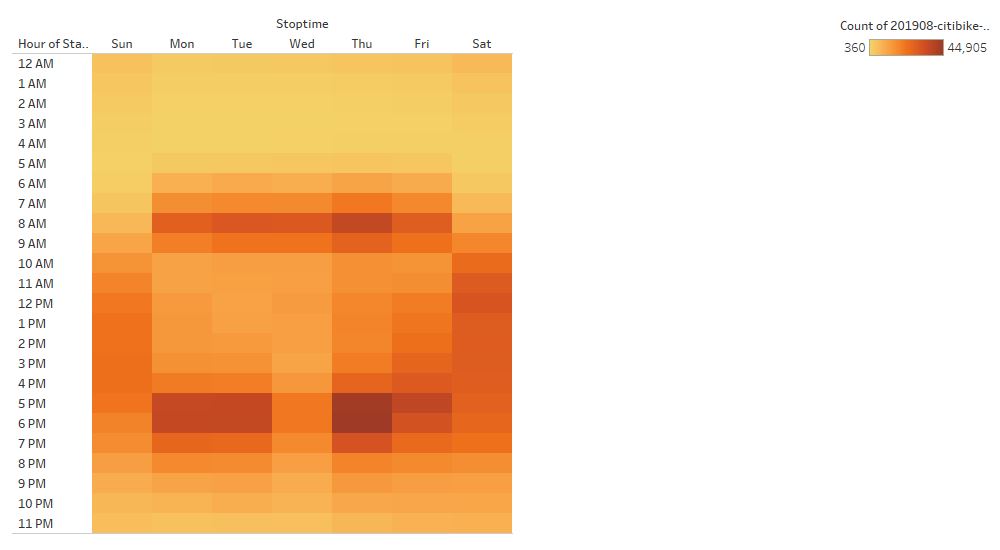 Stoptime
Hour of Sta.. Sun Mon Tue Wed Thu Fri Sat
12 AM
1 AM
2 AM
3 AM
4 AM
5 AM
6 AM
7 AM
8 AM
9 AM
10 AM
11 AM
12 PM
1 PM
2 PM
3 PM
4 PM
5 PM
6 PM
7 PM
8 PM
9 PM
10 PM
11 PM
Count of 201908-citibike-..
360 44,905